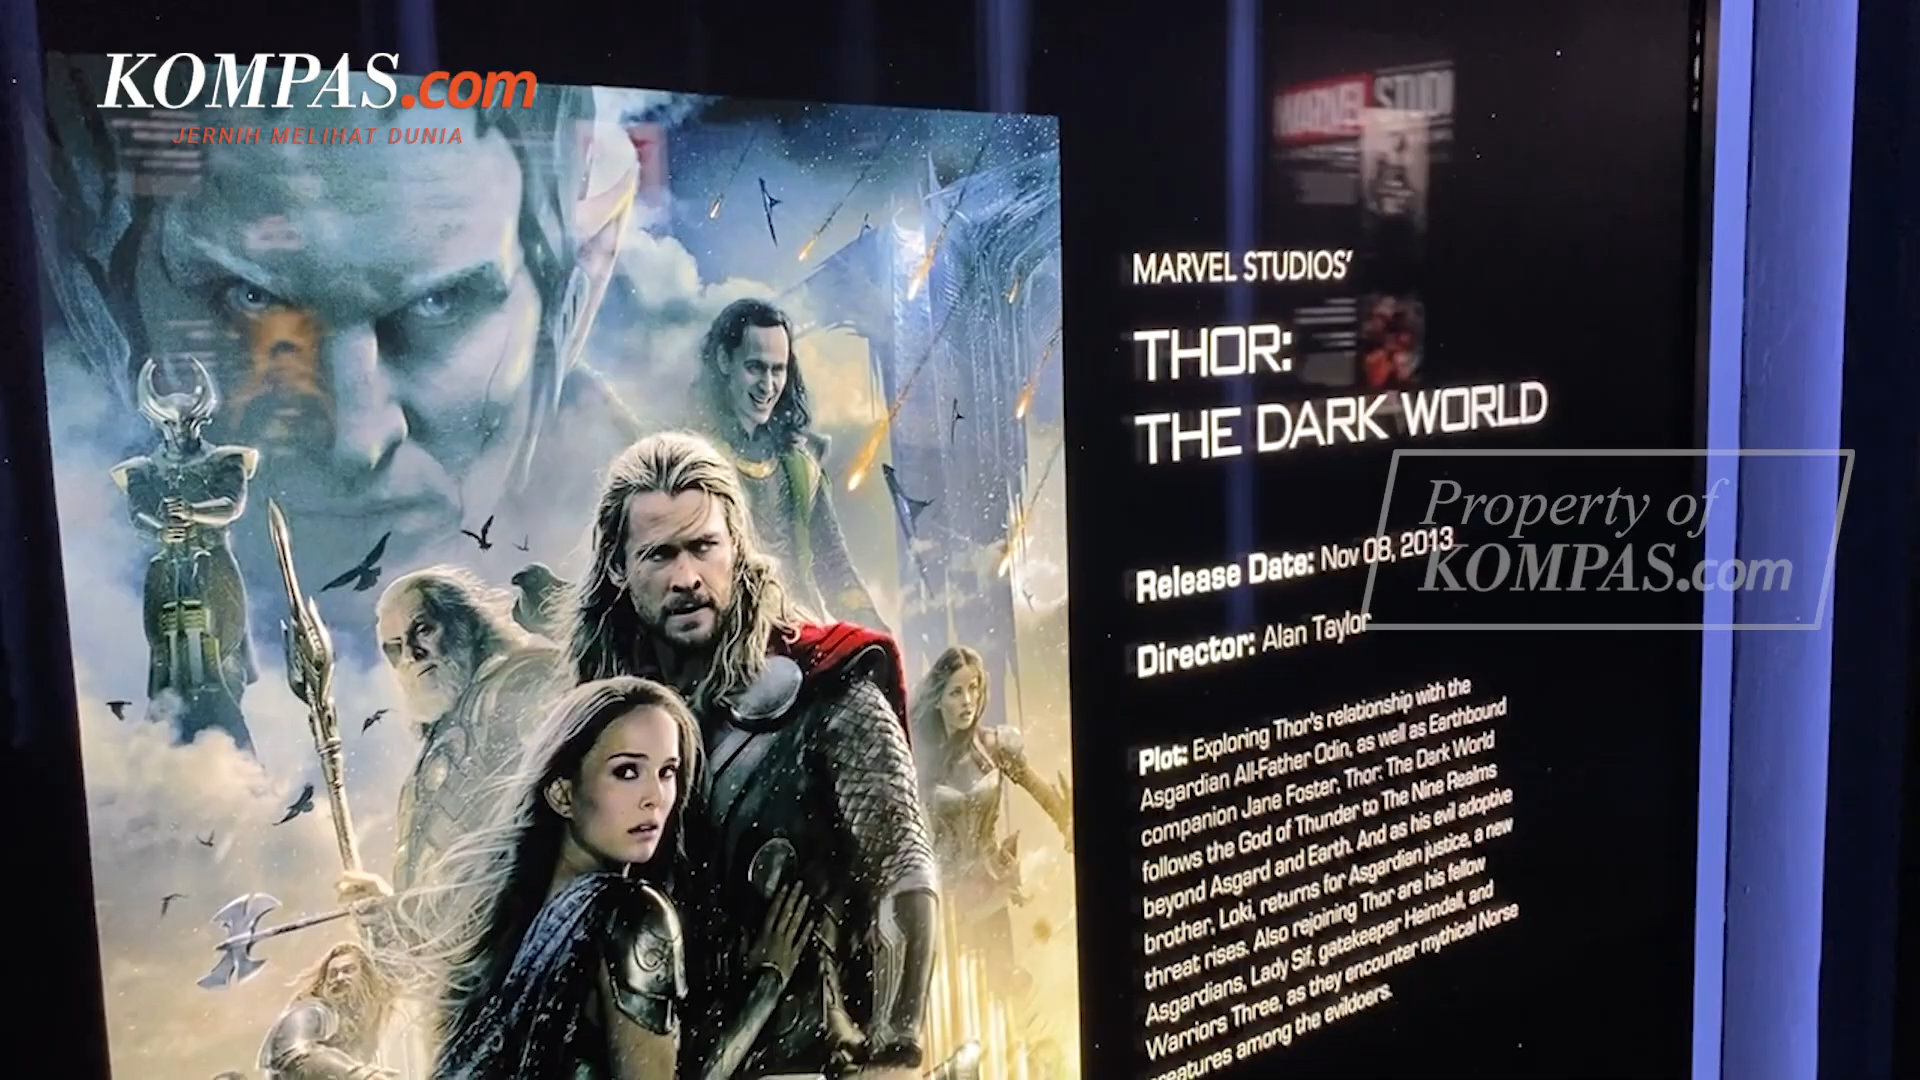 KOMPAS.com
JERNIH MELIHAT DUNIA
MARVEL STUDIO
MARVEL STUDIOS'
THOR:
THE DARK WORLD
Property of
KOMPAS.com
Release Date: Nov 08, 2013
Director: Alan Taylor
Plot: Exploring Thor's relationship with the
Asgardian All-Father Odin, as well as Earthbound
companion Jane Foster, Thor: The Dark World
follows the God of Thunder to The Nine Realms
beyond Asgard and Earth. And as his evil adoptive
brother, Loki, returns for Asgardian justice, a new
threat rises. Also rejoining Thor are his fellow
Asgardians, Lady Sif, gatekeeper Heimdall, and
Warriors Three, as they encounter mythical Norse
creatures among the evildoers.